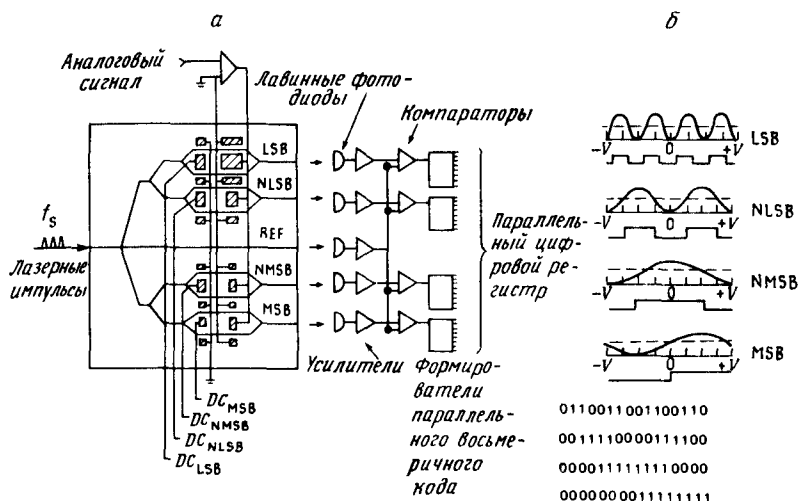 а
Аналоговый
сигнал
Лавинные фото-
диоды
Компараторы
LSB
NLSB
REF
NMSB
MSB
f_s
Лазерные
импульсы
Параллель-
ный циф-
ровой ре-
гистр
Усилители
Формиро-
ватели
параллель-
ного восьме-
ричного
кода
DC_MSB
DC_NMSB
DC_NLSB
DC_LSB
б
LSB
-V 0 +V
NLSB
-V 0 +V
NMSB
-V 0 +V
MSB
-V 0 +V
0110011001100110
0011110000111100
0000111111110000
0000000011111111